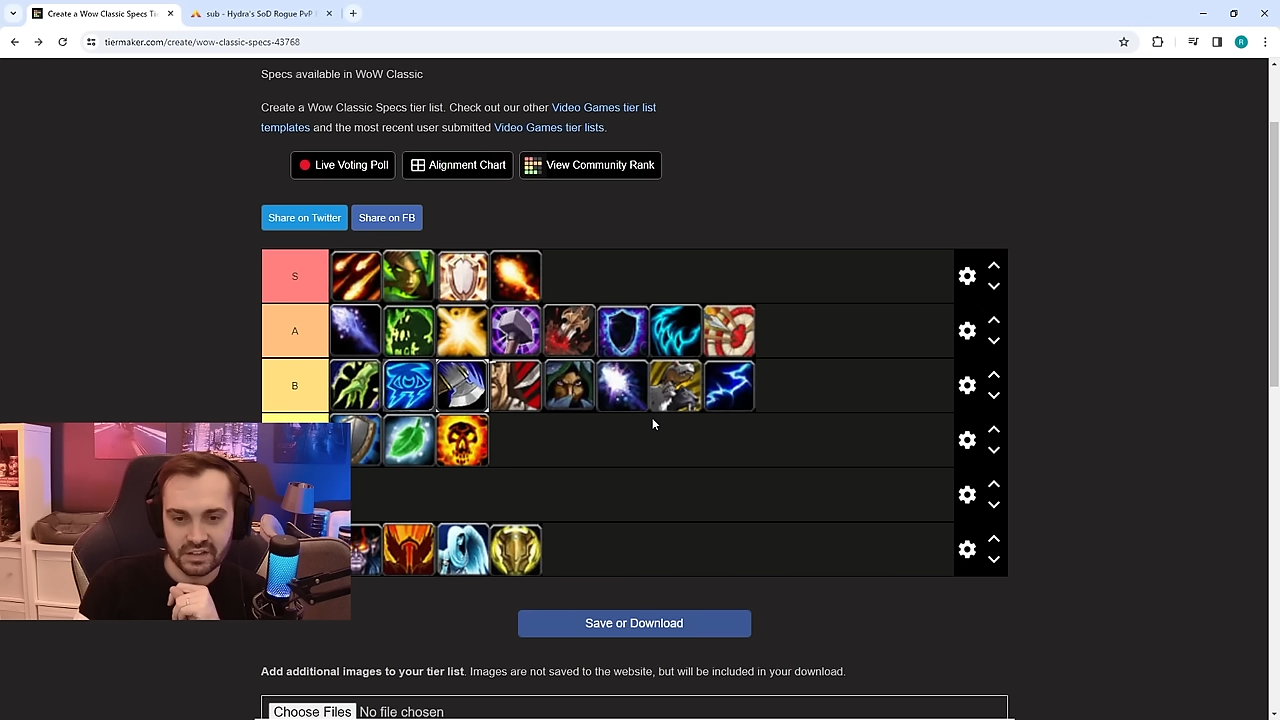 Create a Wow Classic Specs Tie
sub - Hydra's SoD Rogue PvP
tiermaker.com/create/wow-classic-specs-43768
R
Specs available in WoW Classic
Create a Wow Classic Specs tier list. Check out our other Video Games tier list
templates and the most recent user submitted Video Games tier lists.
Live Voting Poll
Alignment Chart
View Community Rank
Share on Twitter
Share on FB
S
A
B
Save or Download
Add additional images to your tier list. Images are not saved to the website, but will be included in your download.
Choose Files No file chosen